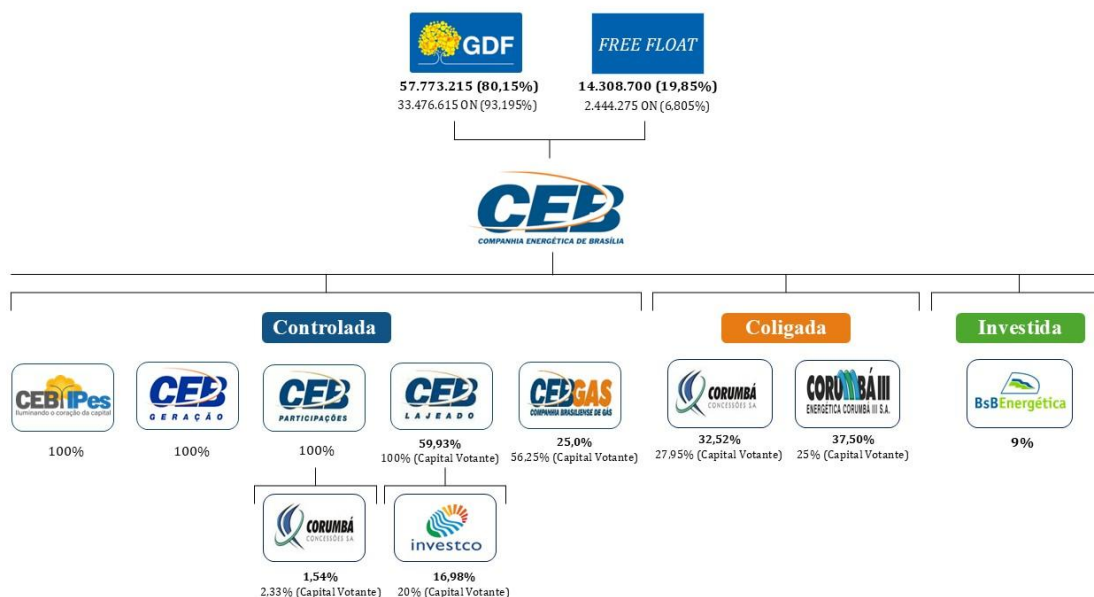 GDF
FREE FLOAT
57.773.215 (80,15%)
14.308.700 (19,85%)
33.476.615 ON (93,195%)
2.444.275 ON (6,805%)
CEB
COMPANHIA ENERGÉTICA DE BRASÍLIA
Controlada
Coligada
Investida
CEB IPes
Iluminando o coração da capital
CEB
GERAÇÃO
CEB
PARTICIPAÇÕES
CEB
LAJEADO
CEBGAS
COMPANHIA BRASILIENSE DE GÁS
CORUMBÁ
CONCESSÕES SA
CORUMBÁ III
ENERGÉTICA CORUMBÁ III S.A.
BsBEnergética
100%
100%
100%
59,93%
100% (Capital Votante)
25,0%
56,25% (Capital Votante)
32,52%
27,95% (Capital Votante)
37,50%
25% (Capital Votante)
9%
CORUMBÁ
CONCESSÕES SA
investco
1,54%
2,33% (Capital Votante)
16,98%
20% (Capital Votante)